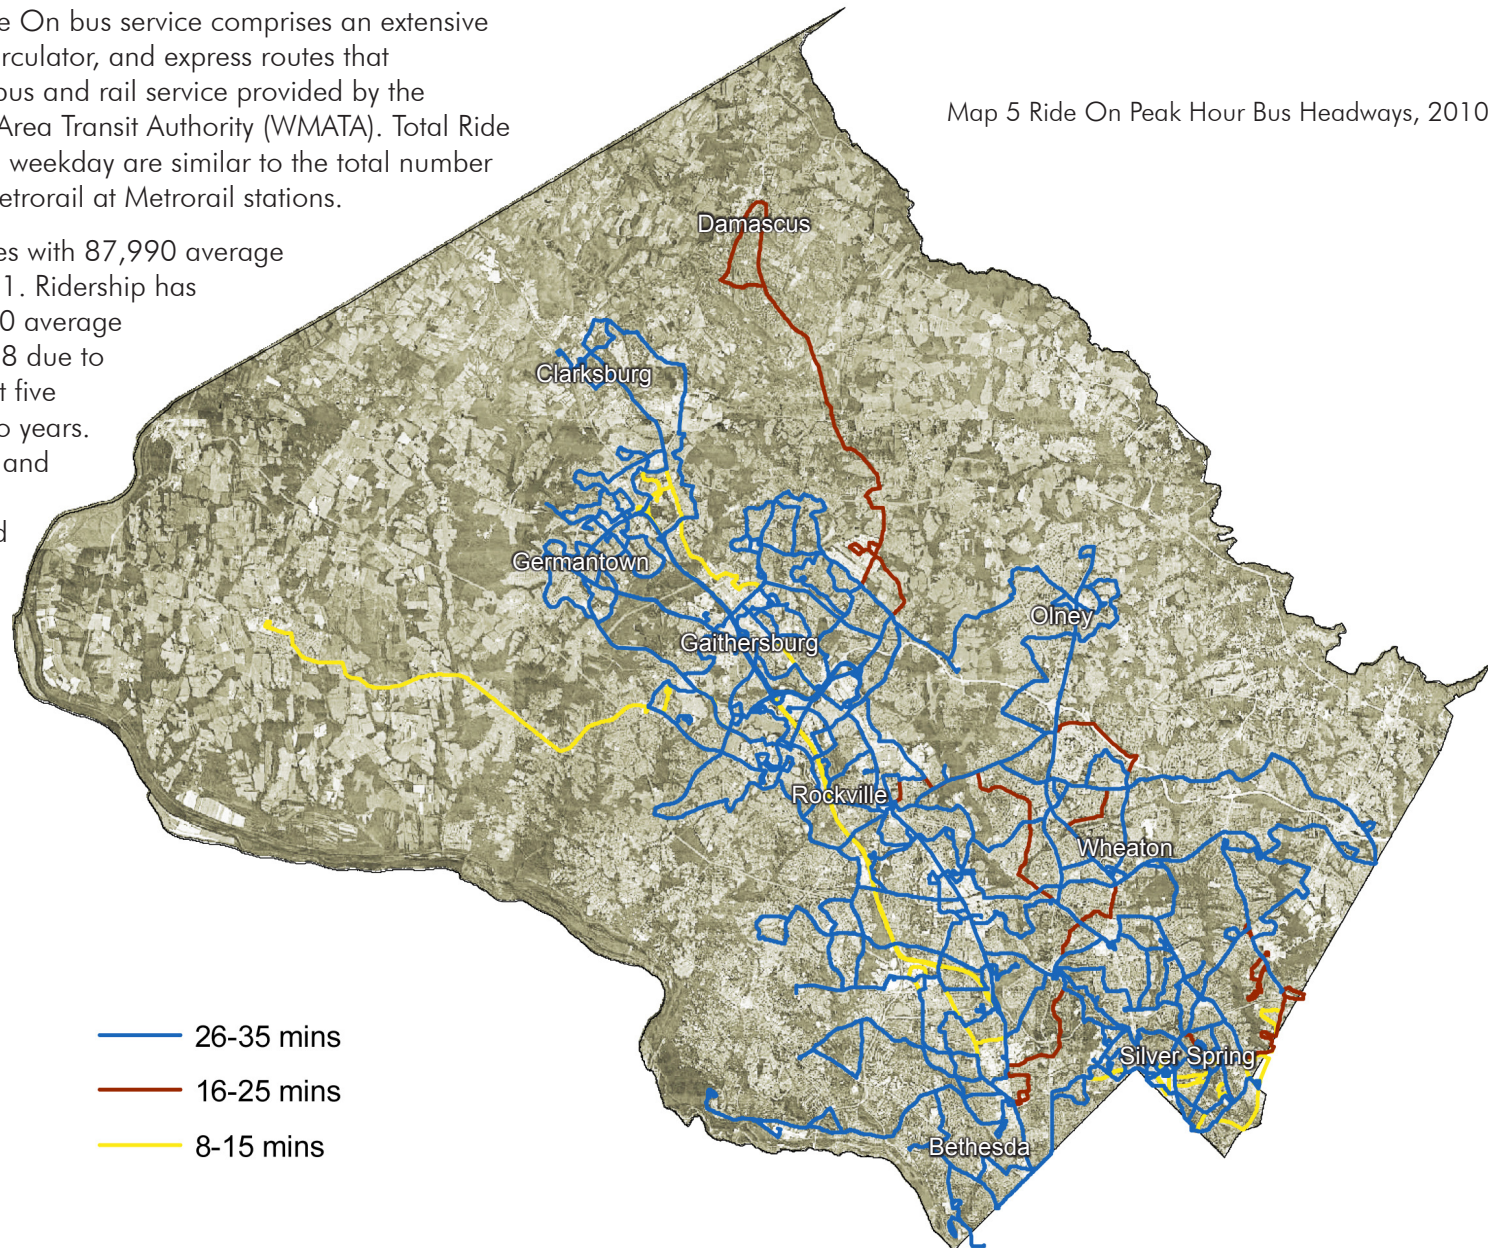 e On bus service comprises an extensive
rculator, and express routes that
bus and rail service provided by the
Area Transit Authority (WMATA). Total Ride
weekday are similar to the total number
etrorail at Metrorail stations.
es with 87,990 average
1. Ridership has
0 average
8 due to
t five
o years.
and
d
Map 5 Ride On Peak Hour Bus Headways, 2010
Damascus
Clarksburg
Germantown
Olney
Gaithersburg
Rockville
Wheaton
Silver Spring
Bethesda
26-35 mins
16-25 mins
8-15 mins